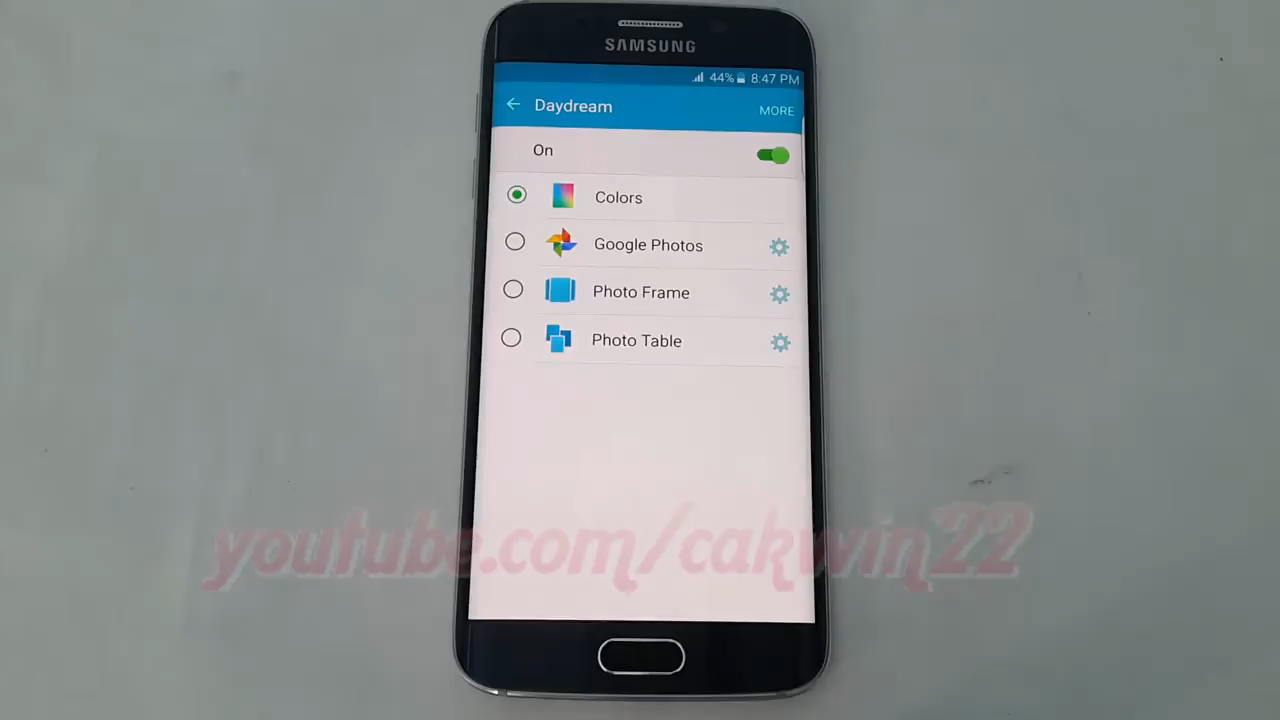 SAMSUNG
44% 8:47 PM
Daydream MORE
On
Colors
Google Photos
Photo Frame
Photo Table
youtube.com/cakwin22